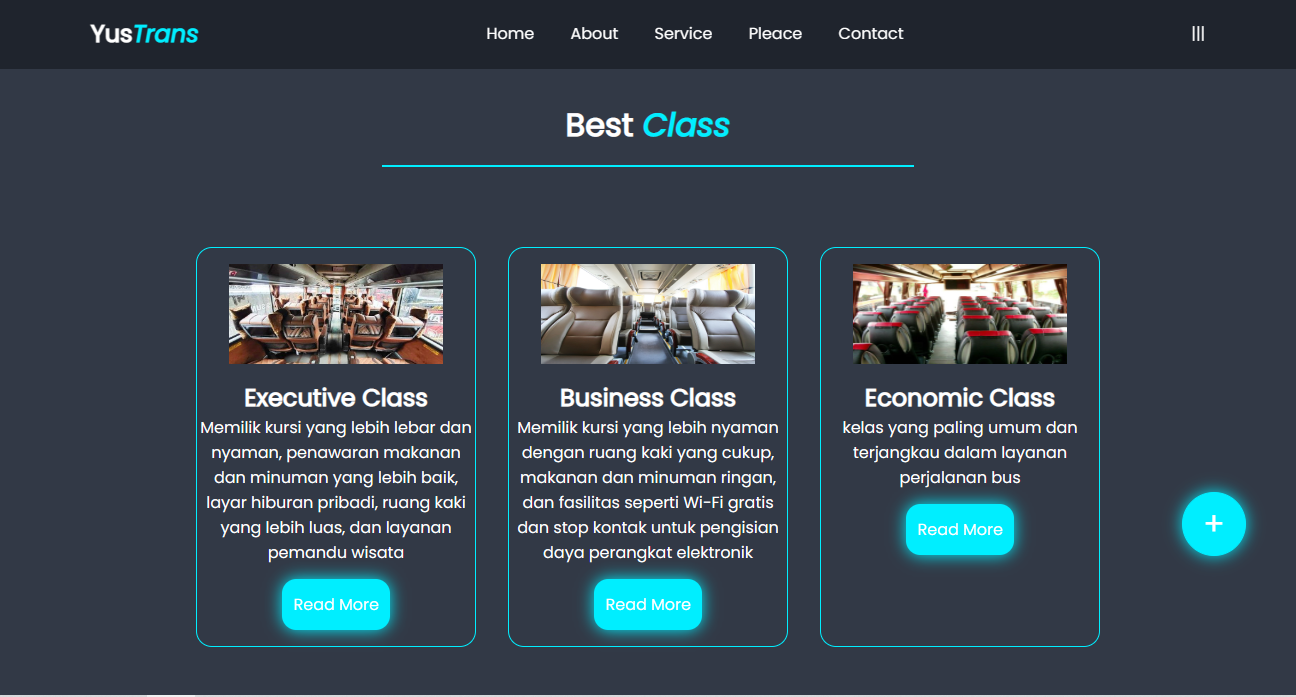 YusTrans
Home About Service Pleace Contact
Best Class
Executive Class
Memilik kursi yang lebih lebar dan
nyaman, penawaran makanan
dan minuman yang lebih baik,
layar hiburan pribadi, ruang kaki
yang lebih luas, dan layanan
pemandu wisata
Read More
Business Class
Memilik kursi yang lebih nyaman
dengan ruang kaki yang cukup,
makanan dan minuman ringan,
dan fasilitas seperti Wi-Fi gratis
dan stop kontak untuk pengisian
daya perangkat elektronik
Read More
Economic Class
kelas yang paling umum dan
terjangkau dalam layanan
perjalanan bus
Read More
+